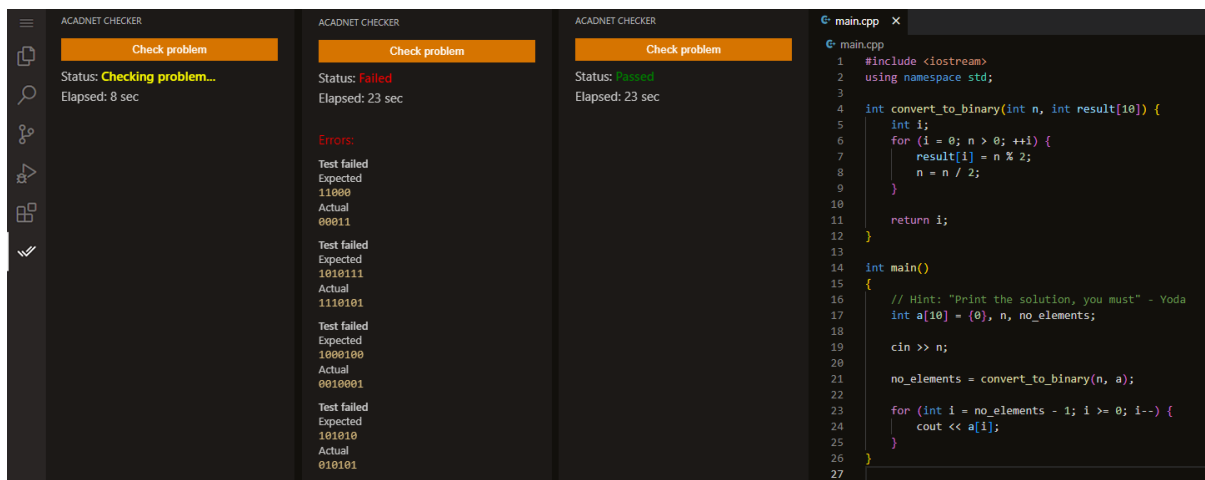 ACADNET CHECKER
Check problem
Status: Checking problem...
Elapsed: 8 sec
ACADNET CHECKER
Check problem
Status: Failed
Elapsed: 23 sec
Errors:
Test failed
Expected
11000
Actual
00011
Test failed
Expected
1010111
Actual
1110101
Test failed
Expected
1000100
Actual
0010001
Test failed
Expected
101010
Actual
010101
ACADNET CHECKER
Check problem
Status: Passed
Elapsed: 23 sec
main.cpp
main.cpp
1 #include <iostream>
2 using namespace std;
3
4 int convert_to_binary(int n, int result[10]) {
5 int i;
6 for (i = 0; n > 0; ++i) {
7 result[i] = n % 2;
8 n = n / 2;
9 }
10
11 return i;
12 }
13
14 int main()
15 {
16 // Hint: "Print the solution, you must" - Yoda
17 int a[10] = {0}, n, no_elements;
18
19 cin >> n;
20
21 no_elements = convert_to_binary(n, a);
22
23 for (int i = no_elements - 1; i >= 0; i--) {
24 cout << a[i];
25 }
26 }
27